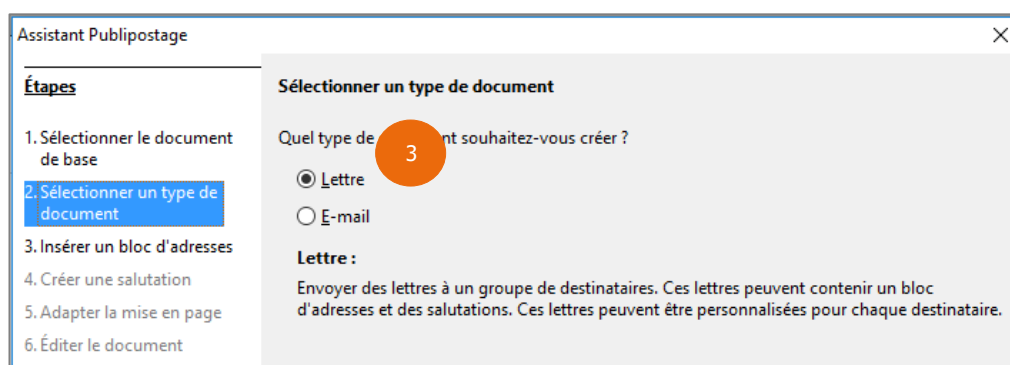 Assistant Publipostage
Étapes
1. Sélectionner le document
de base
2. Sélectionner un type de
document
3. Insérer un bloc d'adresses
4. Créer une salutation
5. Adapter la mise en page
6. Éditer le document
Sélectionner un type de document
Quel type de nt souhaitez-vous créer ?
3
Lettre
E-mail
Lettre :
Envoyer des lettres à un groupe de destinataires. Ces lettres peuvent contenir un bloc
d'adresses et des salutations. Ces lettres peuvent être personnalisées pour chaque destinataire.